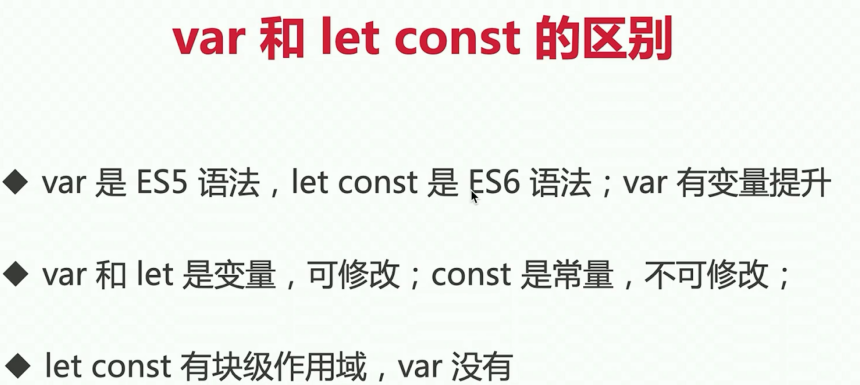 var 和 let const 的区别
◆ var 是 ES5 语法，let const 是 ES6 语法；var 有变量提升
◆ var 和 let 是变量，可修改；const 是常量，不可修改；
◆ let const 有块级作用域，var 没有